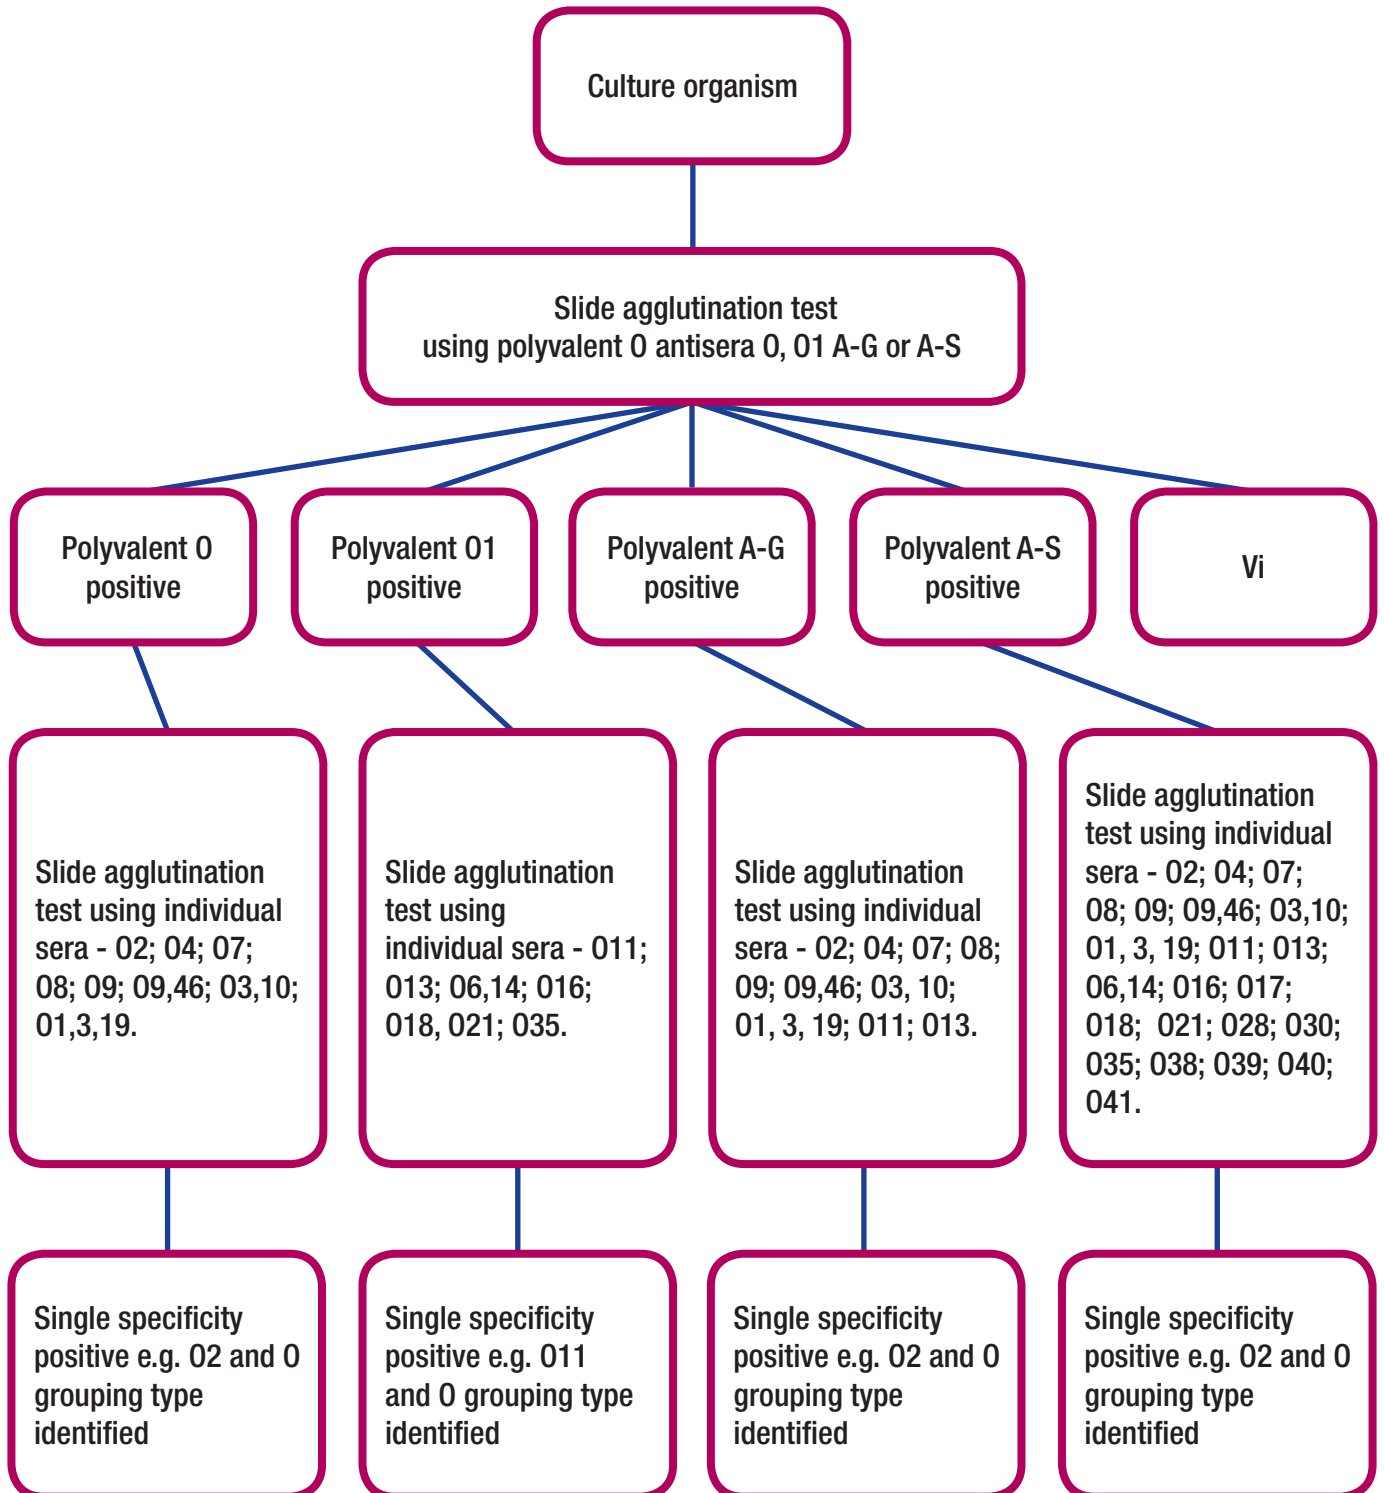 Culture organism
Slide agglutination test
using polyvalent O antisera O, O1 A-G or A-S
Polyvalent O
positive
Polyvalent O1
positive
Polyvalent A-G
positive
Polyvalent A-S
positive
Vi
Slide agglutination
test using individual
sera - O2; O4; O7;
O8; O9; O9,46; O3,10;
O1,3,19.
Slide agglutination
test using
individual sera - O11;
O13; O6,14; O16;
O18, O21; O35.
Slide agglutination
test using individual
sera - O2; O4; O7; O8;
O9; O9,46; O3, 10;
O1, 3, 19; O11; O13.
Slide agglutination
test using individual
sera - O2; O4; O7;
O8; O9; O9,46; O3,10;
O1, 3, 19; O11; O13;
O6,14; O16; O17;
O18;  O21; O28; O30;
O35; O38; O39; O40;
O41.
Single specificity
positive e.g. O2 and O
grouping type
identified
Single specificity
positive e.g. O11
and O grouping type
identified
Single specificity
positive e.g. O2 and O
grouping type
identified
Single specificity
positive e.g. O2 and O
grouping type
identified